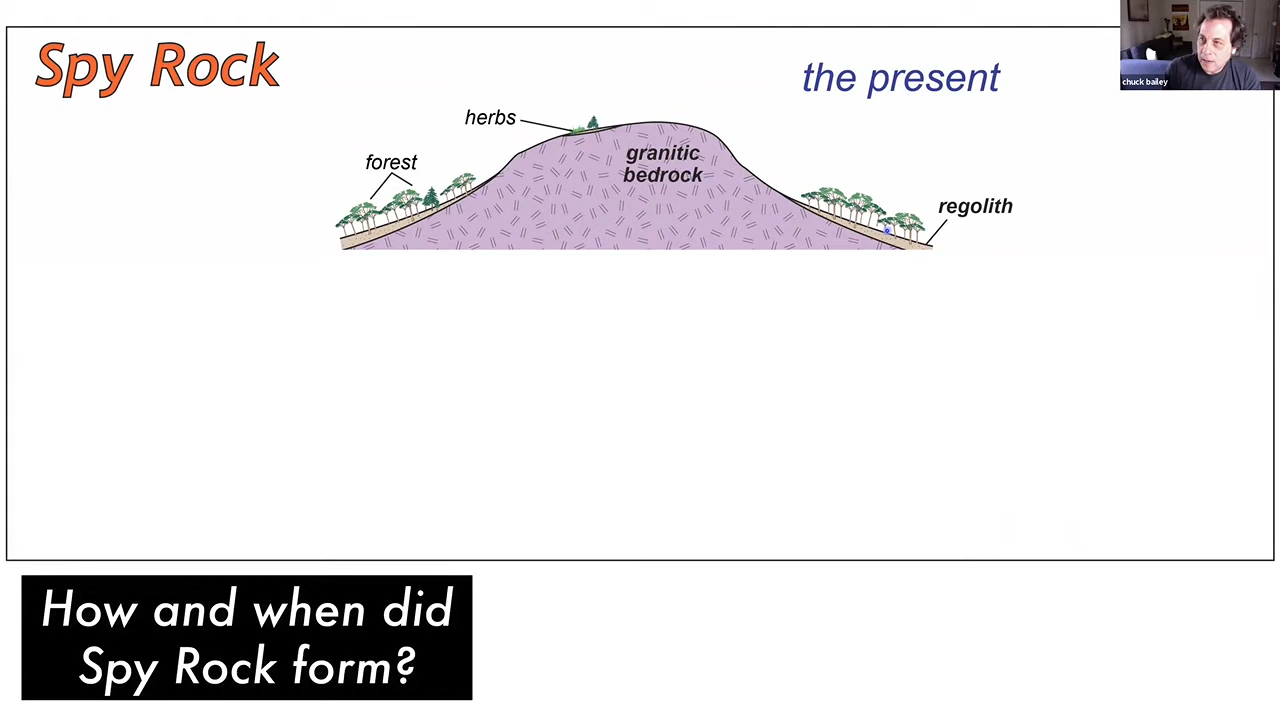 Spy Rock
the present
chuck bailey
herbs
forest
granitic
bedrock
regolith
How and when did
Spy Rock form?